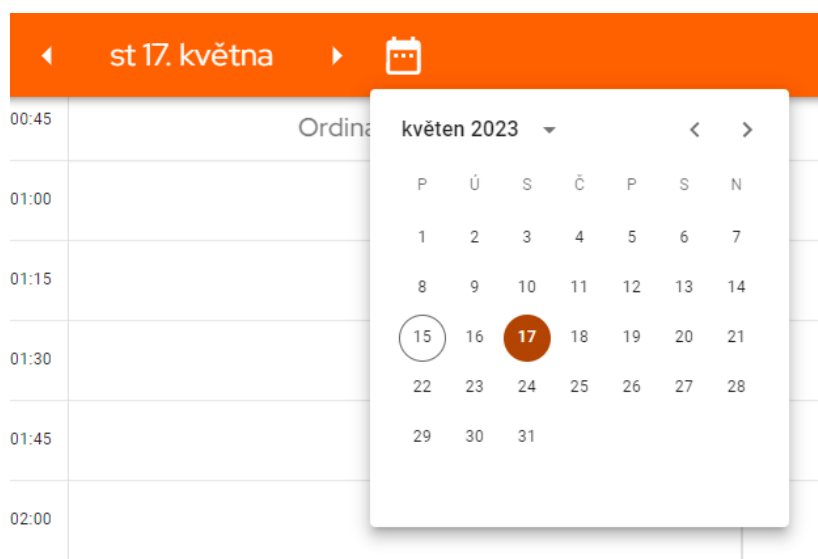 st 17. května
00:45
Ordina
květen 2023
P Ú S Č P S N
01:00
1 2 3 4 5 6 7
01:15
8 9 10 11 12 13 14
15 16 17 18 19 20 21
01:30
22 23 24 25 26 27 28
01:45
29 30 31
02:00